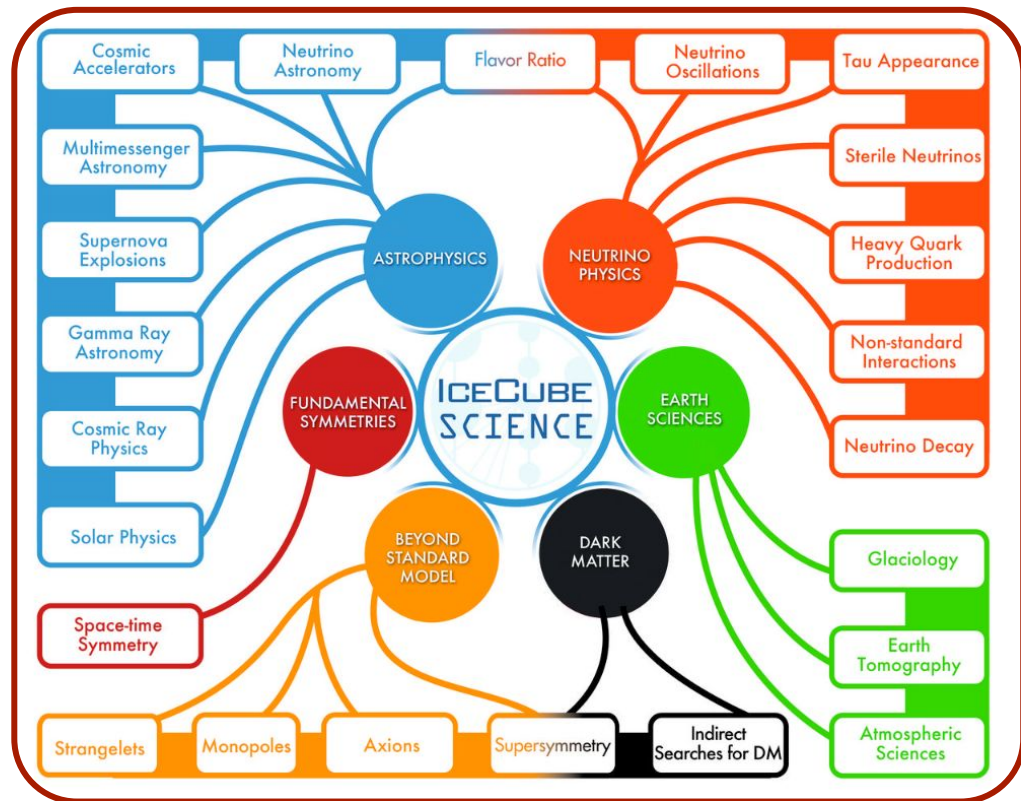 Cosmic
Accelerators
Neutrino
Astronomy
Flavor Ratio
Neutrino
Oscillations
Tau Appearance
Multimessenger
Astronomy
Sterile Neutrinos
Supernova
Explosions
ASTROPHYSICS
NEUTRINO
PHYSICS
Heavy Quark
Production
Gamma Ray
Astronomy
Non-standard
Interactions
FUNDAMENTAL
SYMMETRIES
ICECUBE
SCIENCE
EARTH
SCIENCES
Cosmic Ray
Physics
Neutrino Decay
Solar Physics
BEYOND
STANDARD
MODEL
DARK
MATTER
Glaciology
Space-time
Symmetry
Earth
Tomography
Strangelets
Monopoles
Axions
Supersymmetry
Indirect
Searches for DM
Atmospheric
Sciences